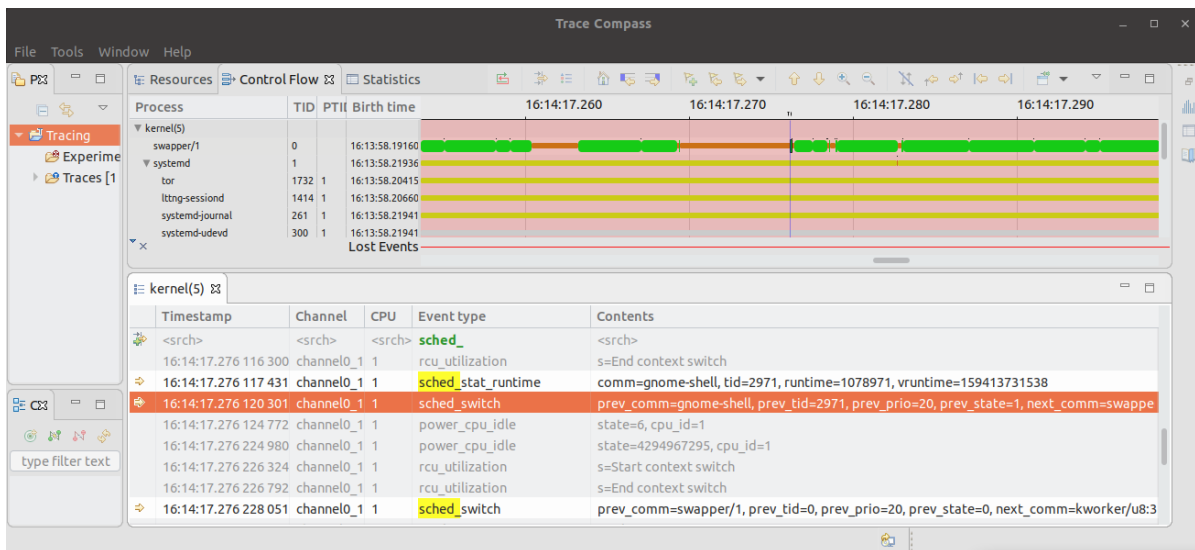 Trace Compass
File Tools Window Help
P
Resources Control Flow Statistics
Process TID PTI Birth time 16:14:17.260 16:14:17.270 16:14:17.280 16:14:17.290
kernel(5)
swapper/1 0 16:13:58.19160
systemd 1 16:13:58.21936
tor 1732 1 16:13:58.20415
lttng-sessiond 1414 1 16:13:58.20660
systemd-journal 261 1 16:13:58.21941
systemd-udevd 300 1 16:13:58.21941
Lost Events
Tracing
Experime
Traces [1
kernel(5)
Timestamp Channel CPU Event type Contents
<srch> <srch> <srch> sched_ <srch>
16:14:17.276 116 300 channel0_1 1 rcu_utilization s=End context switch
16:14:17.276 117 431 channel0_1 1 sched_stat_runtime comm=gnome-shell, tid=2971, runtime=1078971, vruntime=159413731538
16:14:17.276 120 301 channel0_1 1 sched_switch prev_comm=gnome-shell, prev_tid=2971, prev_prio=20, prev_state=1, next_comm=swappe
16:14:17.276 124 772 channel0_1 1 power_cpu_idle state=6, cpu_id=1
16:14:17.276 224 980 channel0_1 1 power_cpu_idle state=4294967295, cpu_id=1
16:14:17.276 226 324 channel0_1 1 rcu_utilization s=Start context switch
16:14:17.276 226 792 channel0_1 1 rcu_utilization s=End context switch
16:14:17.276 228 051 channel0_1 1 sched_switch prev_comm=swapper/1, prev_tid=0, prev_prio=20, prev_state=0, next_comm=kworker/u8:3
C
type filter text